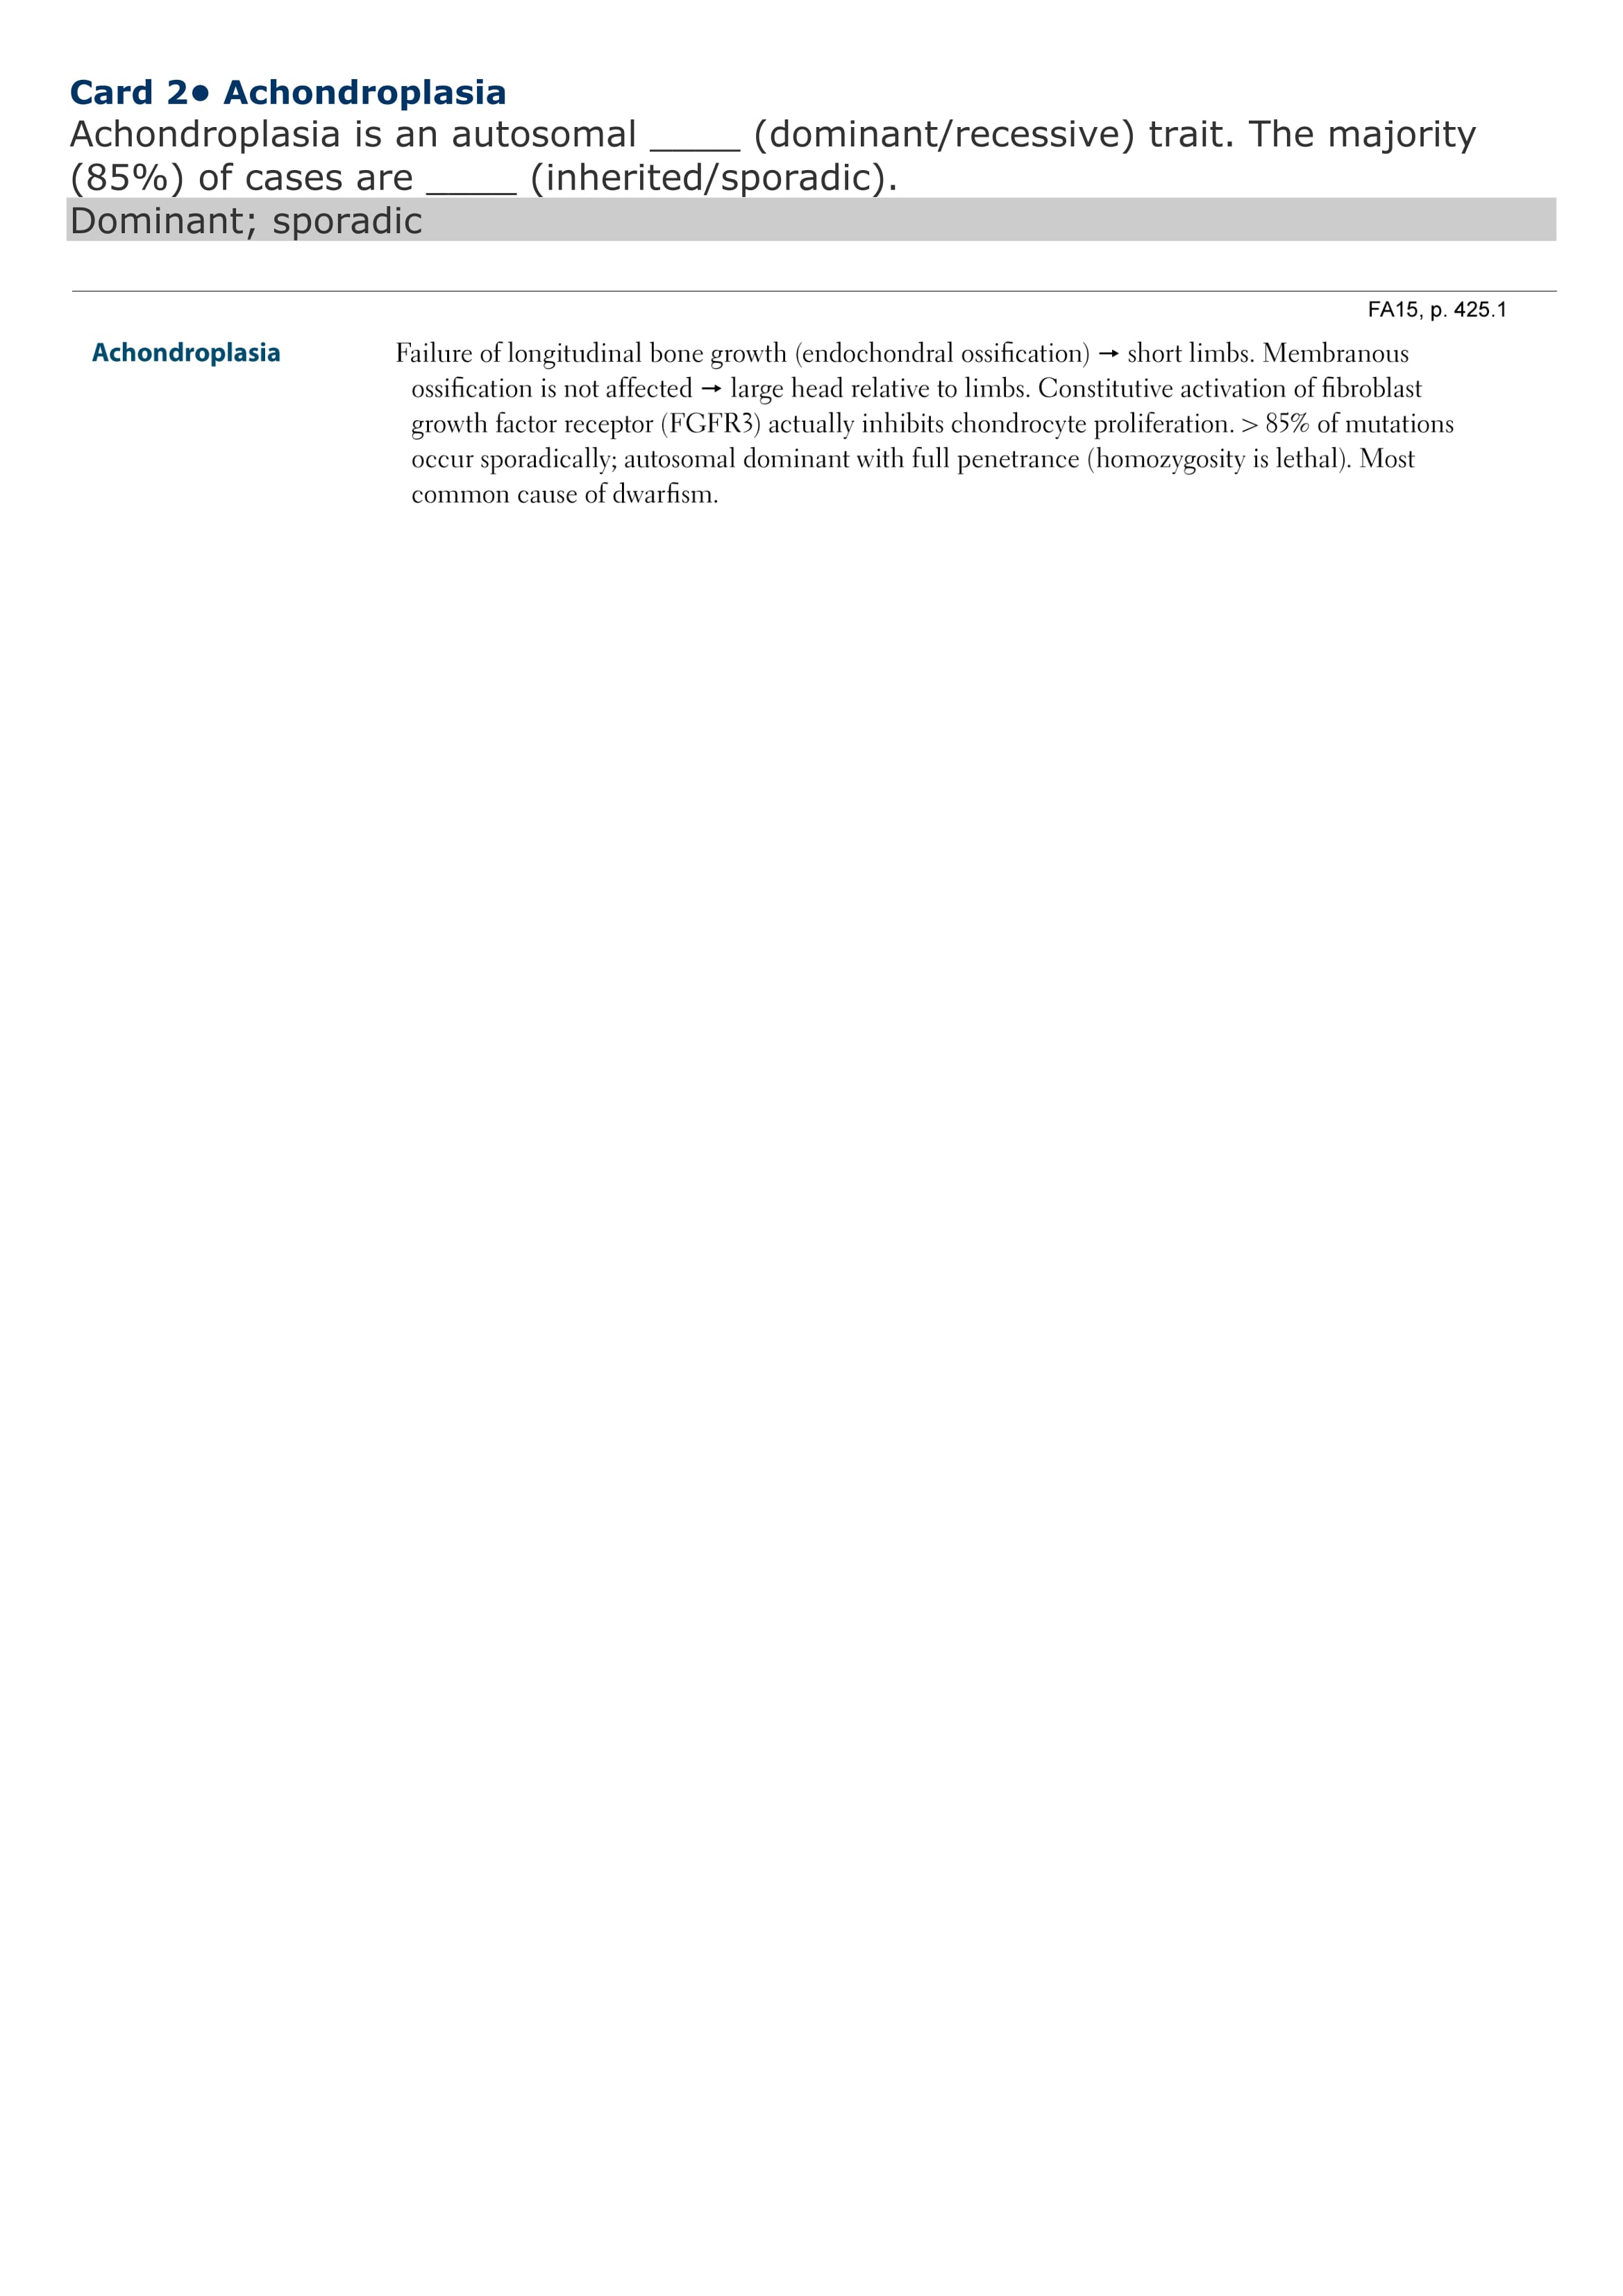 Card 2• Achondroplasia
Achondroplasia is an autosomal _____ (dominant/recessive) trait. The majority
(85%) of cases are _____ (inherited/sporadic).
Dominant; sporadic
FA15, p. 425.1
Achondroplasia
Failure of longitudinal bone growth (endochondral ossification) → short limbs. Membranous
ossification is not affected → large head relative to limbs. Constitutive activation of fibroblast
growth factor receptor (FGFR3) actually inhibits chondrocyte proliferation. > 85% of mutations
occur sporadically; autosomal dominant with full penetrance (homozygosity is lethal). Most
common cause of dwarfism.